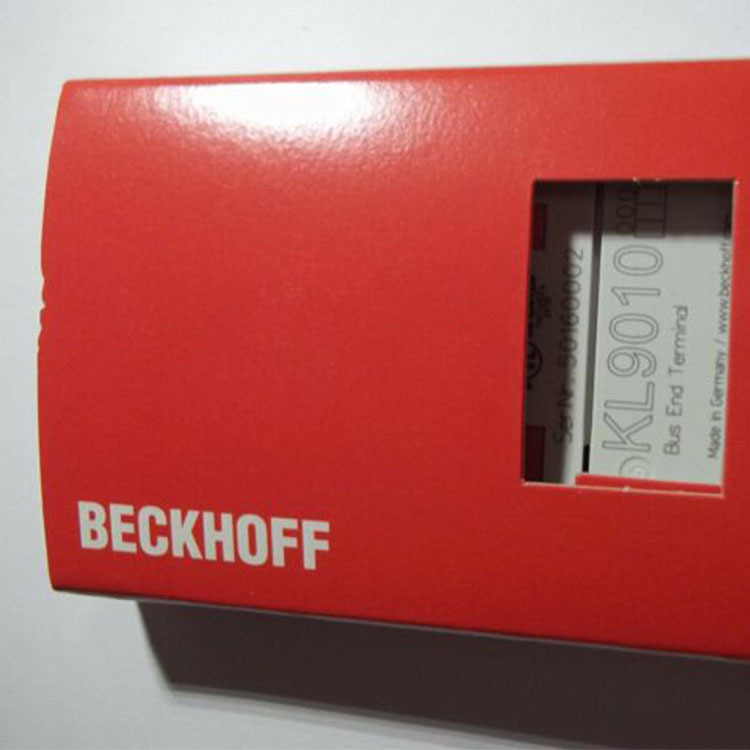 BECKHOFF
Ser.Nr.:50160002
KL9010
Bus End Terminal
Made in Germany / www.beckhoff